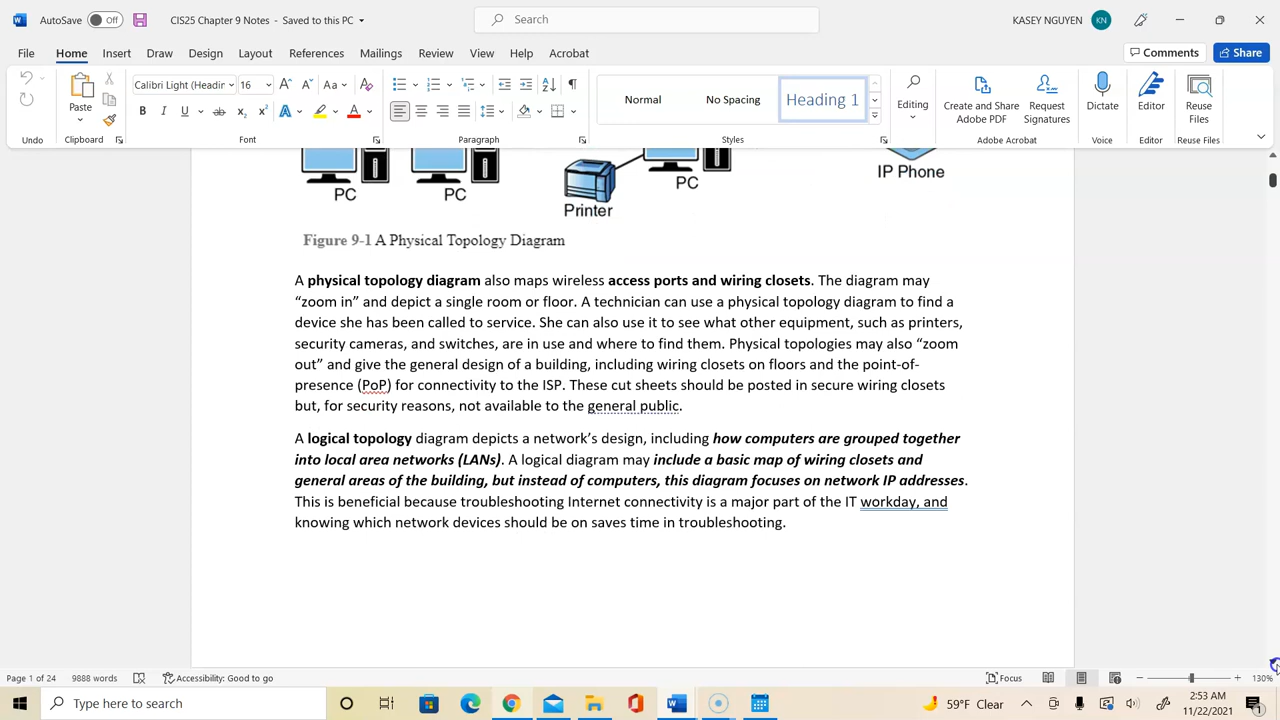 AutoSave Off CIS25 Chapter 9 Notes - Saved to this PC Search KASEY NGUYEN KN
File Home Insert Draw Design Layout References Mailings Review View Help Acrobat Comments Share
Calibri Light (Headir 16 Aa Normal No Spacing Heading 1
Paste Editing Create and Share Adobe PDF Request Signatures Dictate Editor Reuse Files
Undo Clipboard Font Paragraph Styles Adobe Acrobat Voice Editor Reuse Files
PC PC Printer PC IP Phone
Figure 9-1 A Physical Topology Diagram
A physical topology diagram also maps wireless access ports and wiring closets. The diagram may
“zoom in” and depict a single room or floor. A technician can use a physical topology diagram to find a
device she has been called to service. She can also use it to see what other equipment, such as printers,
security cameras, and switches, are in use and where to find them. Physical topologies may also “zoom
out” and give the general design of a building, including wiring closets on floors and the point-of-
presence (PoP) for connectivity to the ISP. These cut sheets should be posted in secure wiring closets
but, for security reasons, not available to the general public.
A logical topology diagram depicts a network’s design, including how computers are grouped together
into local area networks (LANs). A logical diagram may include a basic map of wiring closets and
general areas of the building, but instead of computers, this diagram focuses on network IP addresses.
This is beneficial because troubleshooting Internet connectivity is a major part of the IT workday, and
knowing which network devices should be on saves time in troubleshooting.
Page 1 of 24 9888 words Accessibility: Good to go Focus 130%
Type here to search 59°F Clear 2:53 AM
11/22/2021 1